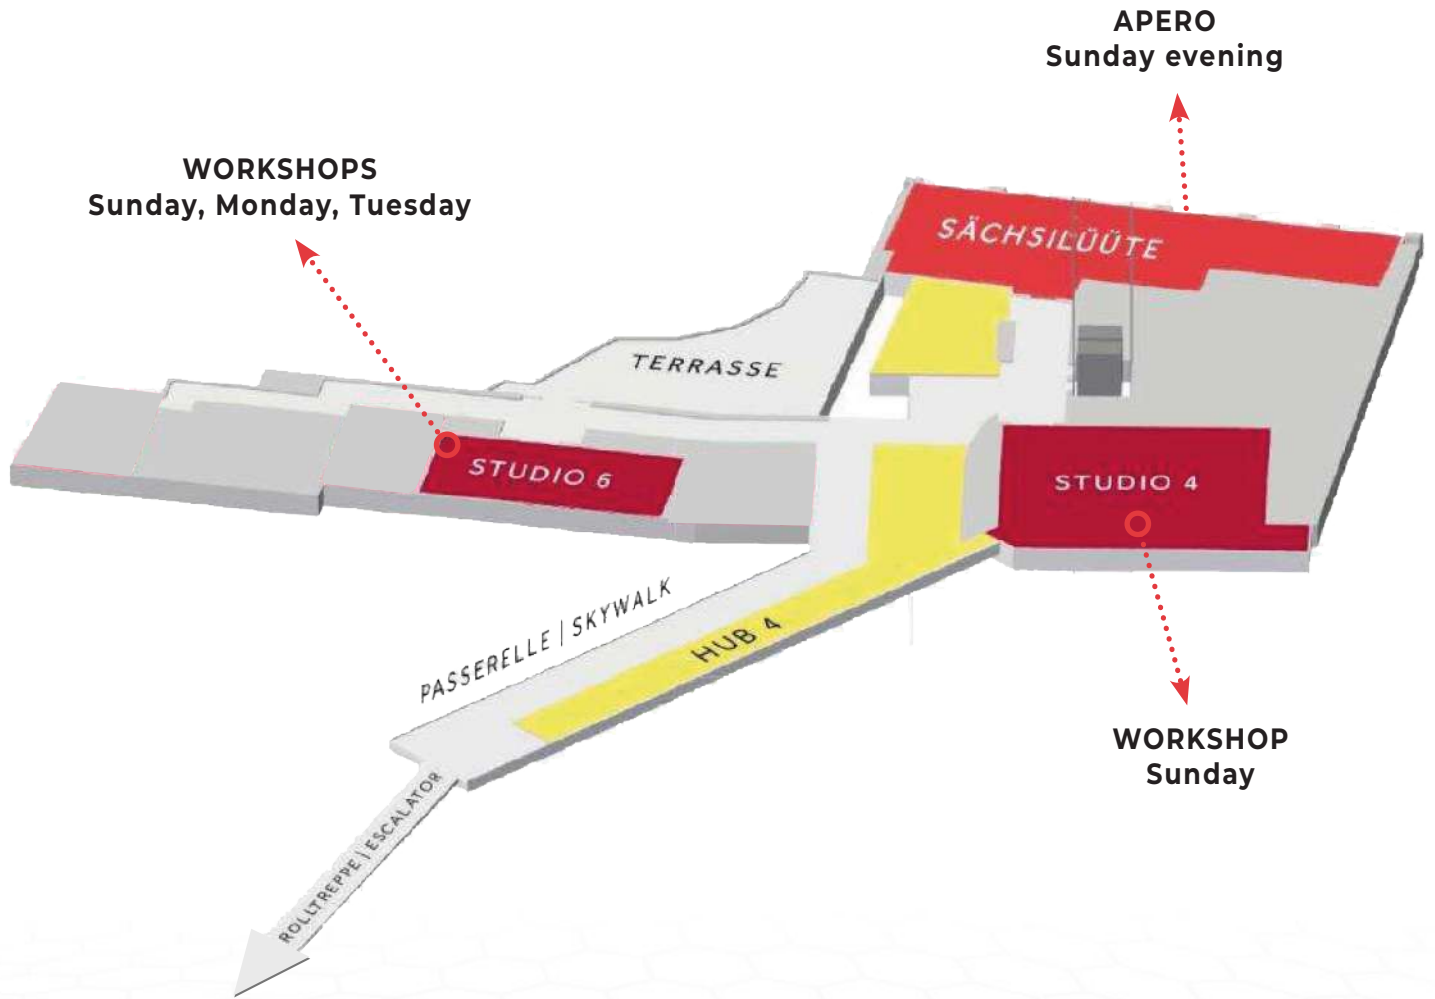 APERO
Sunday evening
WORKSHOPS
Sunday, Monday, Tuesday
SÄCHSILÜÜTE
TERRASSE
STUDIO 6
STUDIO 4
PASSERELLE | SKYWALK
HUB 4
WORKSHOP
Sunday
ROLLTREPPE | ESCALATOR